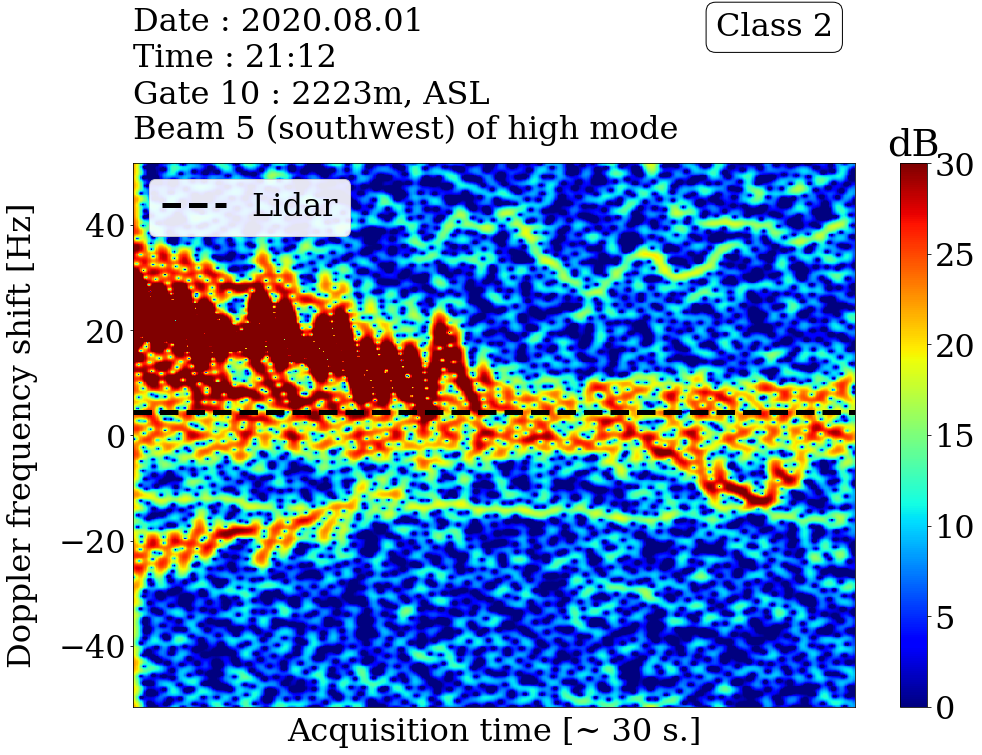 Date : 2020.08.01
Time : 21:12
Gate 10 : 2223m, ASL
Beam 5 (southwest) of high mode
Class 2
dB
Lidar
Doppler frequency shift [Hz]
40
20
0
−20
−40
Acquisition time [~ 30 s.]
30
25
20
15
10
5
0